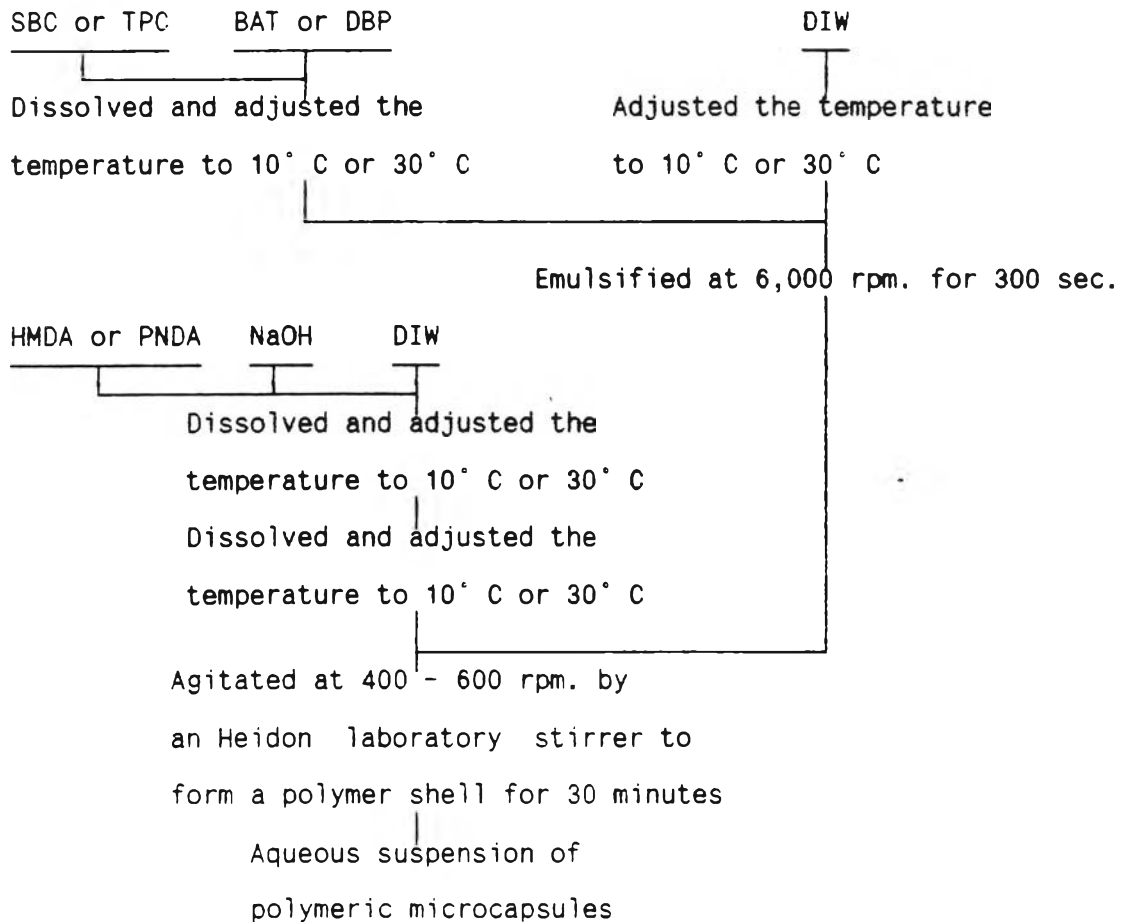 SBC or TPC BAT or DBP DIW
Dissolved and adjusted the Adjusted the temperature
temperature to 10° C or 30° C to 10° C or 30° C
Emulsified at 6,000 rpm. for 300 sec.
HMDA or PNDA NaOH DIW
Dissolved and adjusted the
temperature to 10° C or 30° C
Dissolved and adjusted the
temperature to 10° C or 30° C
Agitated at 400 - 600 rpm. by
an Heidon laboratory stirrer to
form a polymer shell for 30 minutes
Aqueous suspension of
polymeric microcapsules